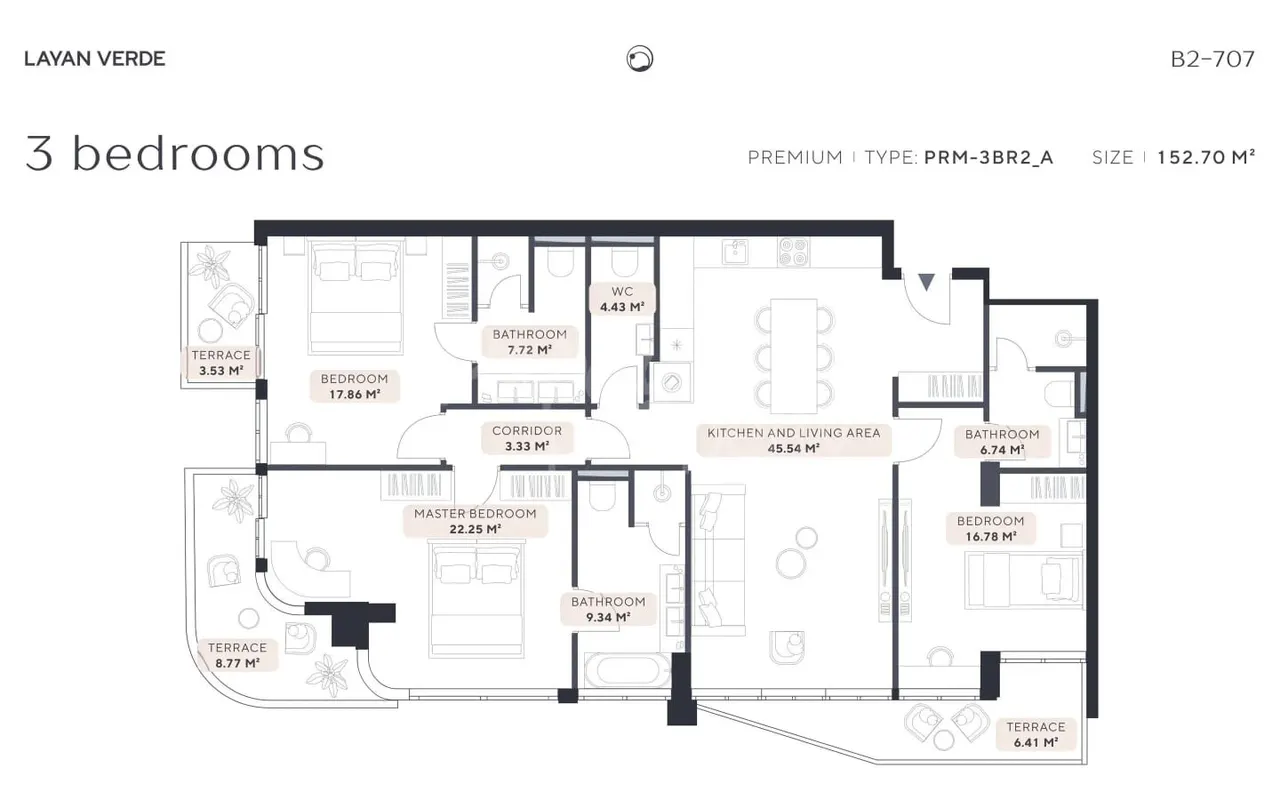 LAYAN VERDE
B2-707
3 bedrooms
PREMIUM | TYPE: PRM-3BR2_A SIZE | 152.70 M²
WC
4.43 M²
BATHROOM
7.72 M²
TERRACE
3.53 M²
BEDROOM
17.86 M²
CORRIDOR
3.33 M²
KITCHEN AND LIVING AREA
45.54 M²
BATHROOM
6.74 M²
MASTER BEDROOM
22.25 M²
BEDROOM
16.78 M²
BATHROOM
9.34 M²
TERRACE
8.77 M²
TERRACE
6.41 M²